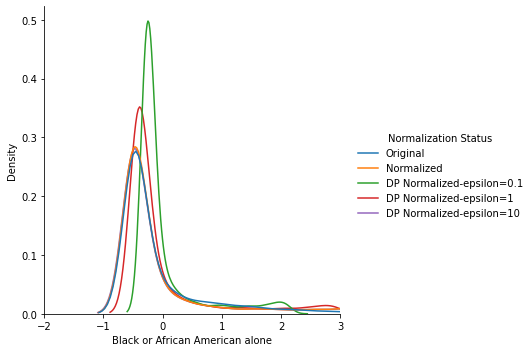 0.5
0.4
0.3
0.2
0.1
0.0
Density
−2
−1
0
1
2
3
Black or African American alone
Normalization Status
Original
Normalized
DP Normalized-epsilon=0.1
DP Normalized-epsilon=1
DP Normalized-epsilon=10